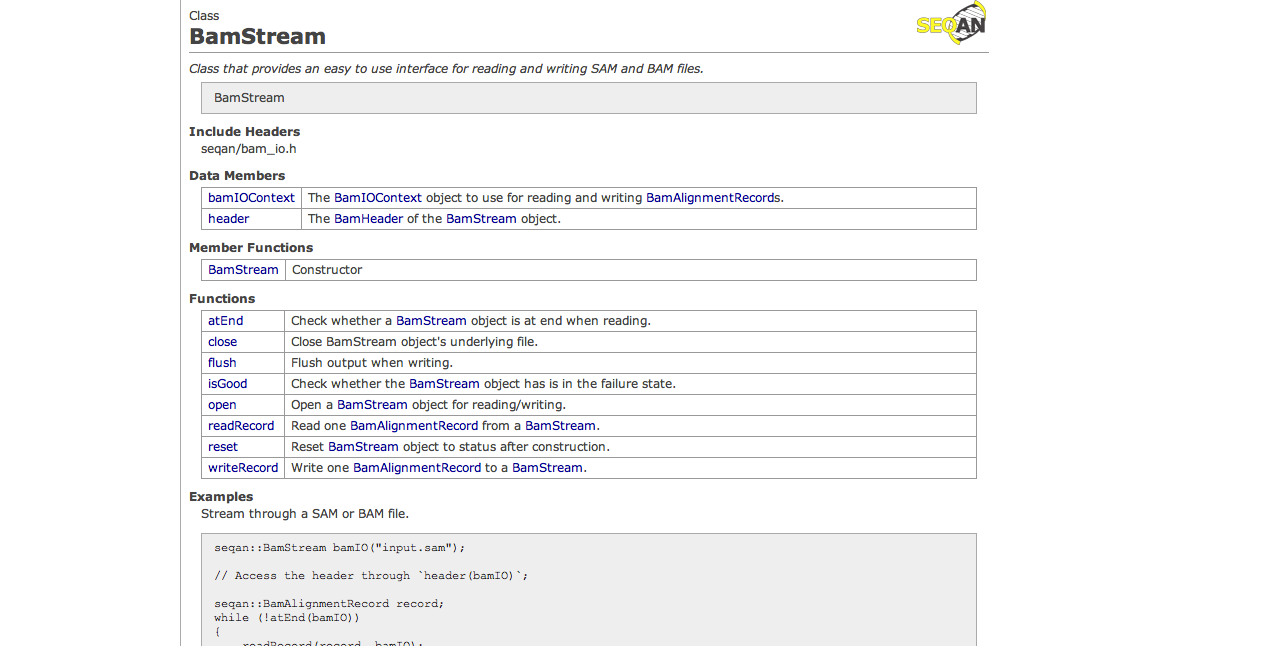 Class
SEQAN
BamStream
Class that provides an easy to use interface for reading and writing SAM and BAM files.
BamStream
Include Headers
seqan/bam_io.h
Data Members
bamIOContext The BamIOContext object to use for reading and writing BamAlignmentRecords.
header The BamHeader of the BamStream object.
Member Functions
BamStream Constructor
Functions
atEnd Check whether a BamStream object is at end when reading.
close Close BamStream object's underlying file.
flush Flush output when writing.
isGood Check whether the BamStream object has is in the failure state.
open Open a BamStream object for reading/writing.
readRecord Read one BamAlignmentRecord from a BamStream.
reset Reset BamStream object to status after construction.
writeRecord Write one BamAlignmentRecord to a BamStream.
Examples
Stream through a SAM or BAM file.
seqan::BamStream bamIO("input.sam");
// Access the header through `header(bamIO)`;
seqan::BamAlignmentRecord record;
while (!atEnd(bamIO))
{
readRecord(record, bamIO);